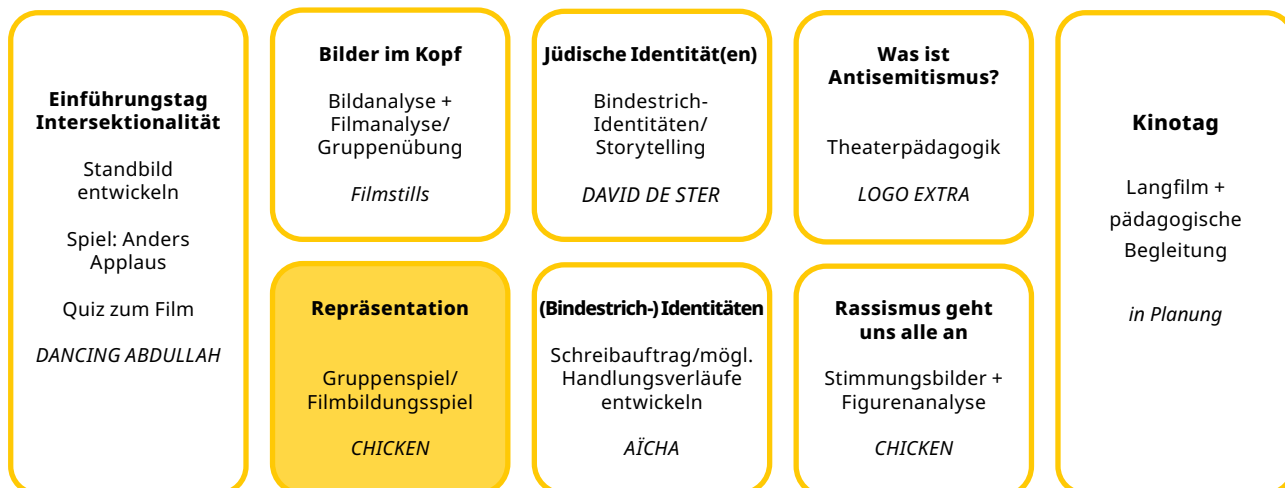 Einführungstag
Intersektionalität
Standbild
entwickeln
Spiel: Anders
Applaus
Quiz zum Film
DANCING ABDULLAH
Bilder im Kopf
Bildanalyse +
Filmanalyse/
Gruppenübung
Filmstills
Jüdische Identität(en)
Bindestrich-
Identitäten/
Storytelling
DAVID DE STER
Was ist
Antisemitismus?
Theaterpädagogik
LOGO EXTRA
Repräsentation
Gruppenspiel/
Filmbildungsspiel
CHICKEN
(Bindestrich-) Identitäten
Schreibauftrag/mögl.
Handlungsverläufe
entwickeln
AÏCHA
Rassismus geht
uns alle an
Stimmungsbilder +
Figurenanalyse
CHICKEN
Kinotag
Langfilm +
pädagogische
Begleitung
in Planung